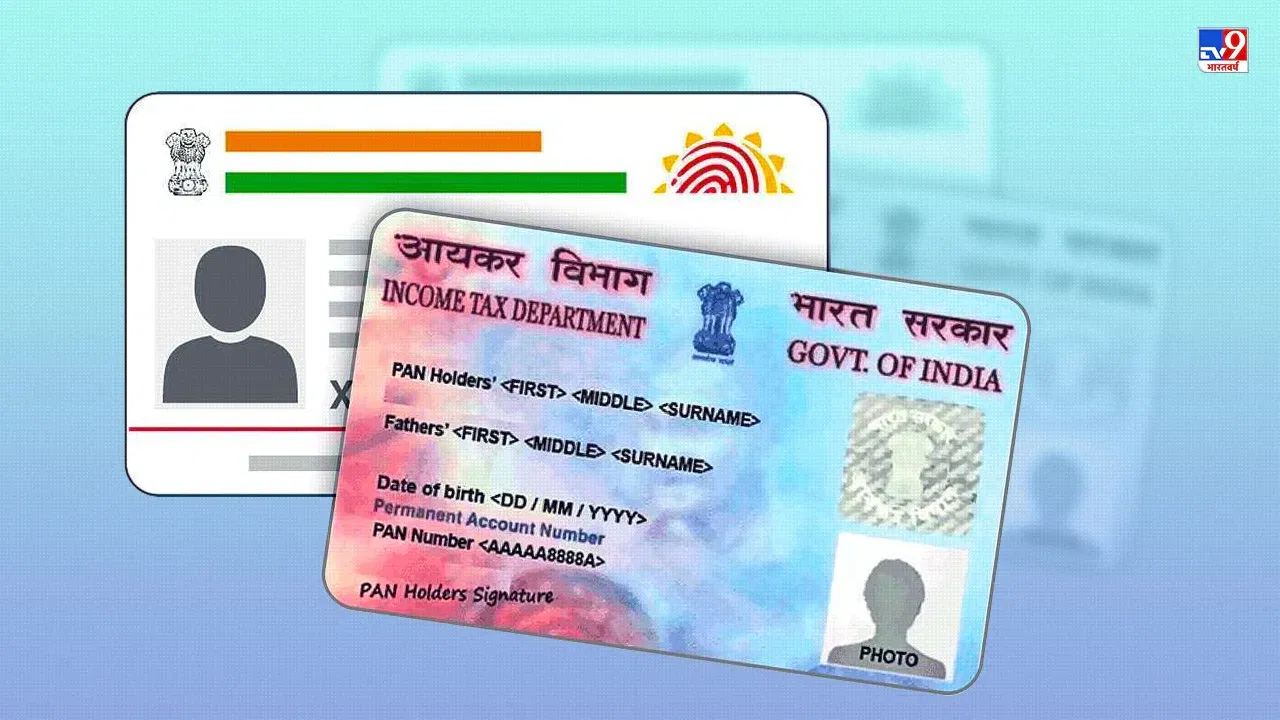 TV9
भारतवर्ष
आयकर विभाग
INCOME TAX DEPARTMENT
भारत सरकार
GOVT. OF INDIA
PAN Holders' <FIRST> <MIDDLE> <SURNAME>
Fathers' <FIRST> <MIDDLE> <SURNAME>
Date of birth <DD / MM / YYYY>
Permanent Account Number
PAN Number <AAAAA8888A>
PAN Holders Signature
PHOTO
X